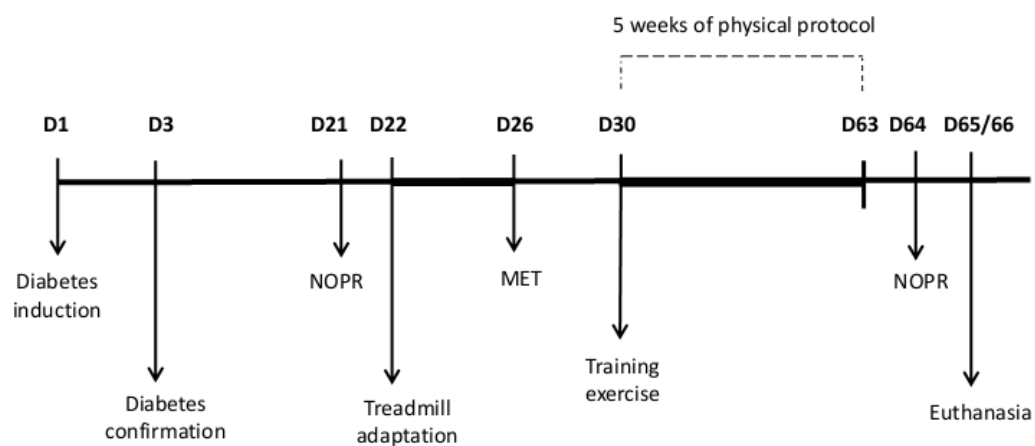 5 weeks of physical protocol
D1 D3 D21 D22 D26 D30 D63 D64 D65/66
Diabetes
induction
NOPR
MET
NOPR
Training
exercise
Diabetes
confirmation
Treadmill
adaptation
Euthanasia